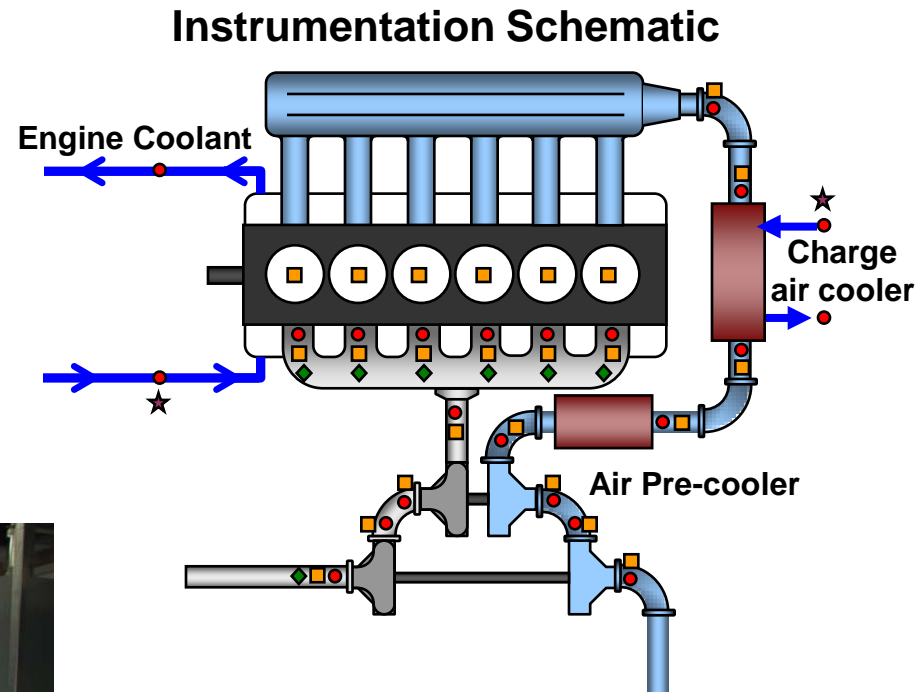 Instrumentation Schematic
Engine Coolant
Charge
air cooler
Air Pre-cooler